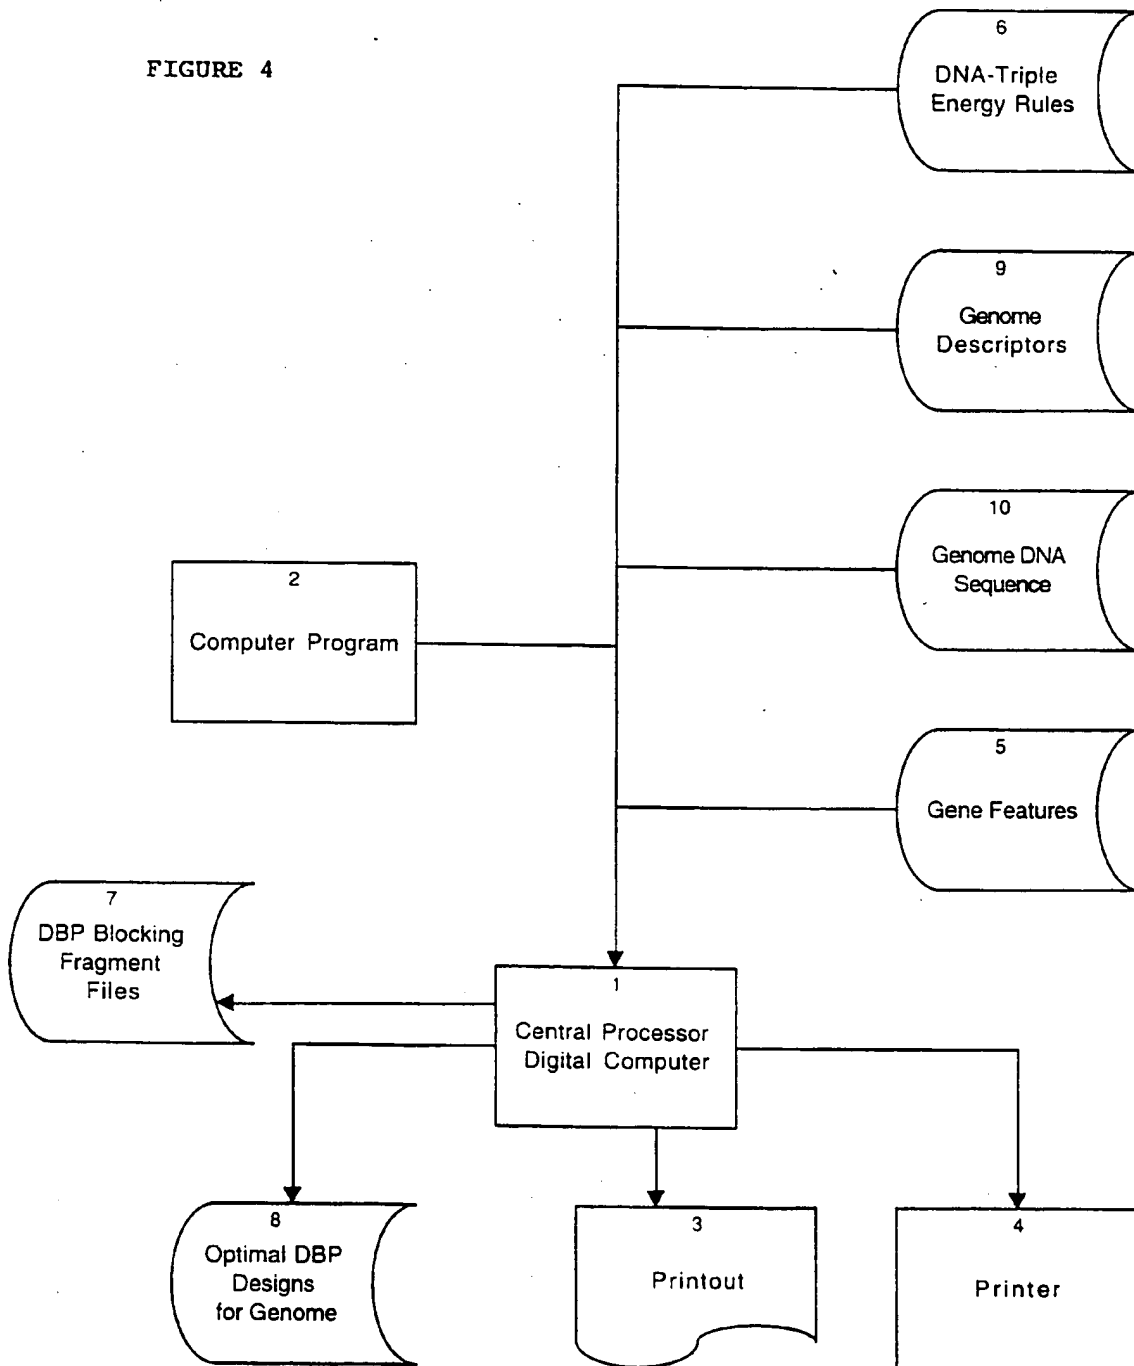 FIGURE 4
6
DNA-Triple
Energy Rules
9
Genome
Descriptors
10
Genome DNA
Sequence
2
Computer Program
5
Gene Features
7
DBP Blocking
Fragment
Files
1
Central Processor
Digital Computer
8
Optimal DBP
Designs
for Genome
3
Printout
4
Printer